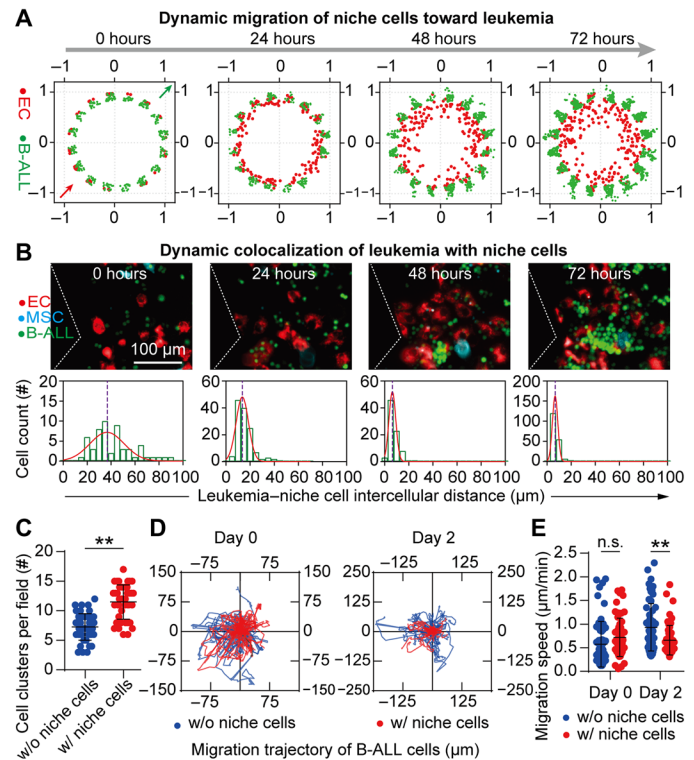 A Dynamic migration of niche cells toward leukemia
0 hours 24 hours 48 hours 72 hours
−1 0 1 −1 0 1 −1 0 1 −1 0 1
•EC •B-ALL
1 1 1 1 1
0 0 0 0 0
−1 −1 −1 −1 −1
−1 0 1 −1 0 1 −1 0 1 −1 0 1
B Dynamic colocalization of leukemia with niche cells
0 hours 24 hours 48 hours 72 hours
•EC
•MSC
•B-ALL
100 µm
Cell count (#)
20 60 60 200
15 150
40 40
10 100
20 20
5 50
0 0 0 0
0 20 40 60 80 100 0 20 40 60 80 100 0 20 40 60 80 100 0 20 40 60 80 100
Leukemia–niche cell intercellular distance (µm)
C
Cell clusters per field (#)
**
20
15
10
5
0
w/o niche cells
w/ niche cells
D
Day 0 Day 2
−75 75 −125 125
150 250
75 125
0 0
−75 −125
−150 −250
−75 75 −125 125
w/o niche cells w/ niche cells
Migration trajectory of B-ALL cells (µm)
E
Migration speed (µm/min)
n.s. **
2.5
2.0
1.5
1.0
0.5
0.0
Day 0 Day 2
w/o niche cells
w/ niche cells